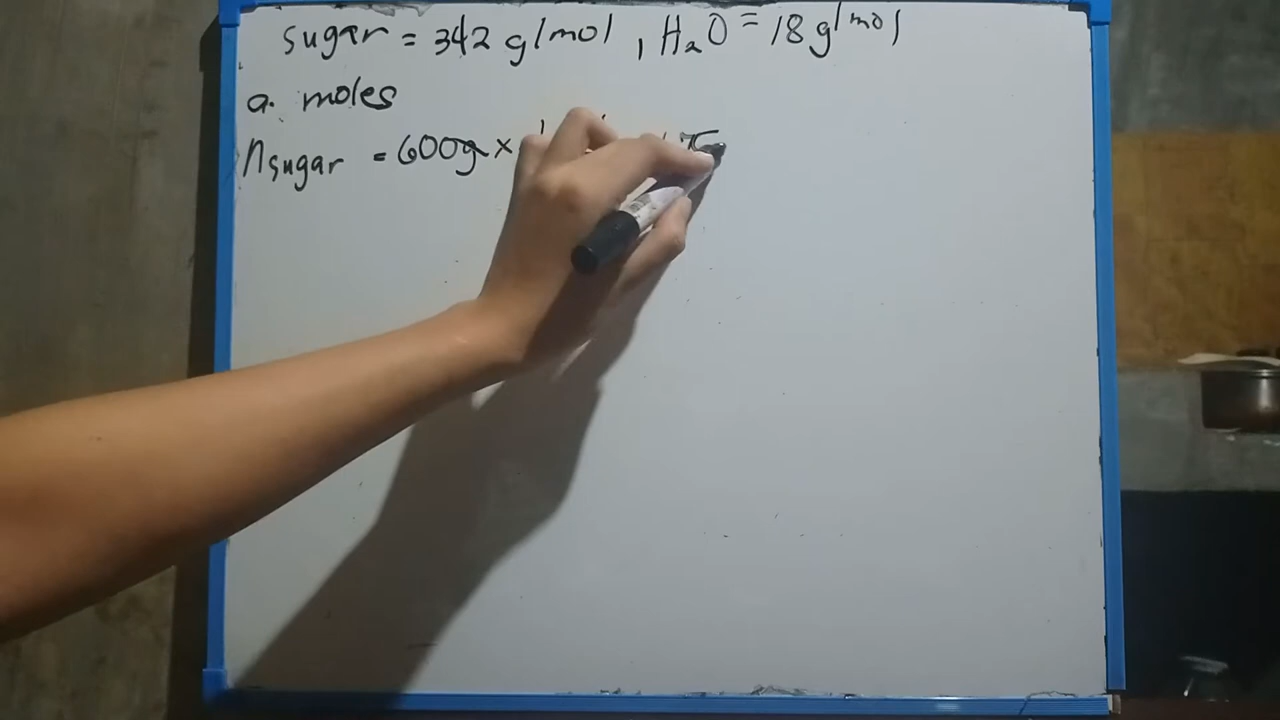 sugar = 342 g/mol , H₂O = 18 g/mol
a. moles
nsugar = 600g ×